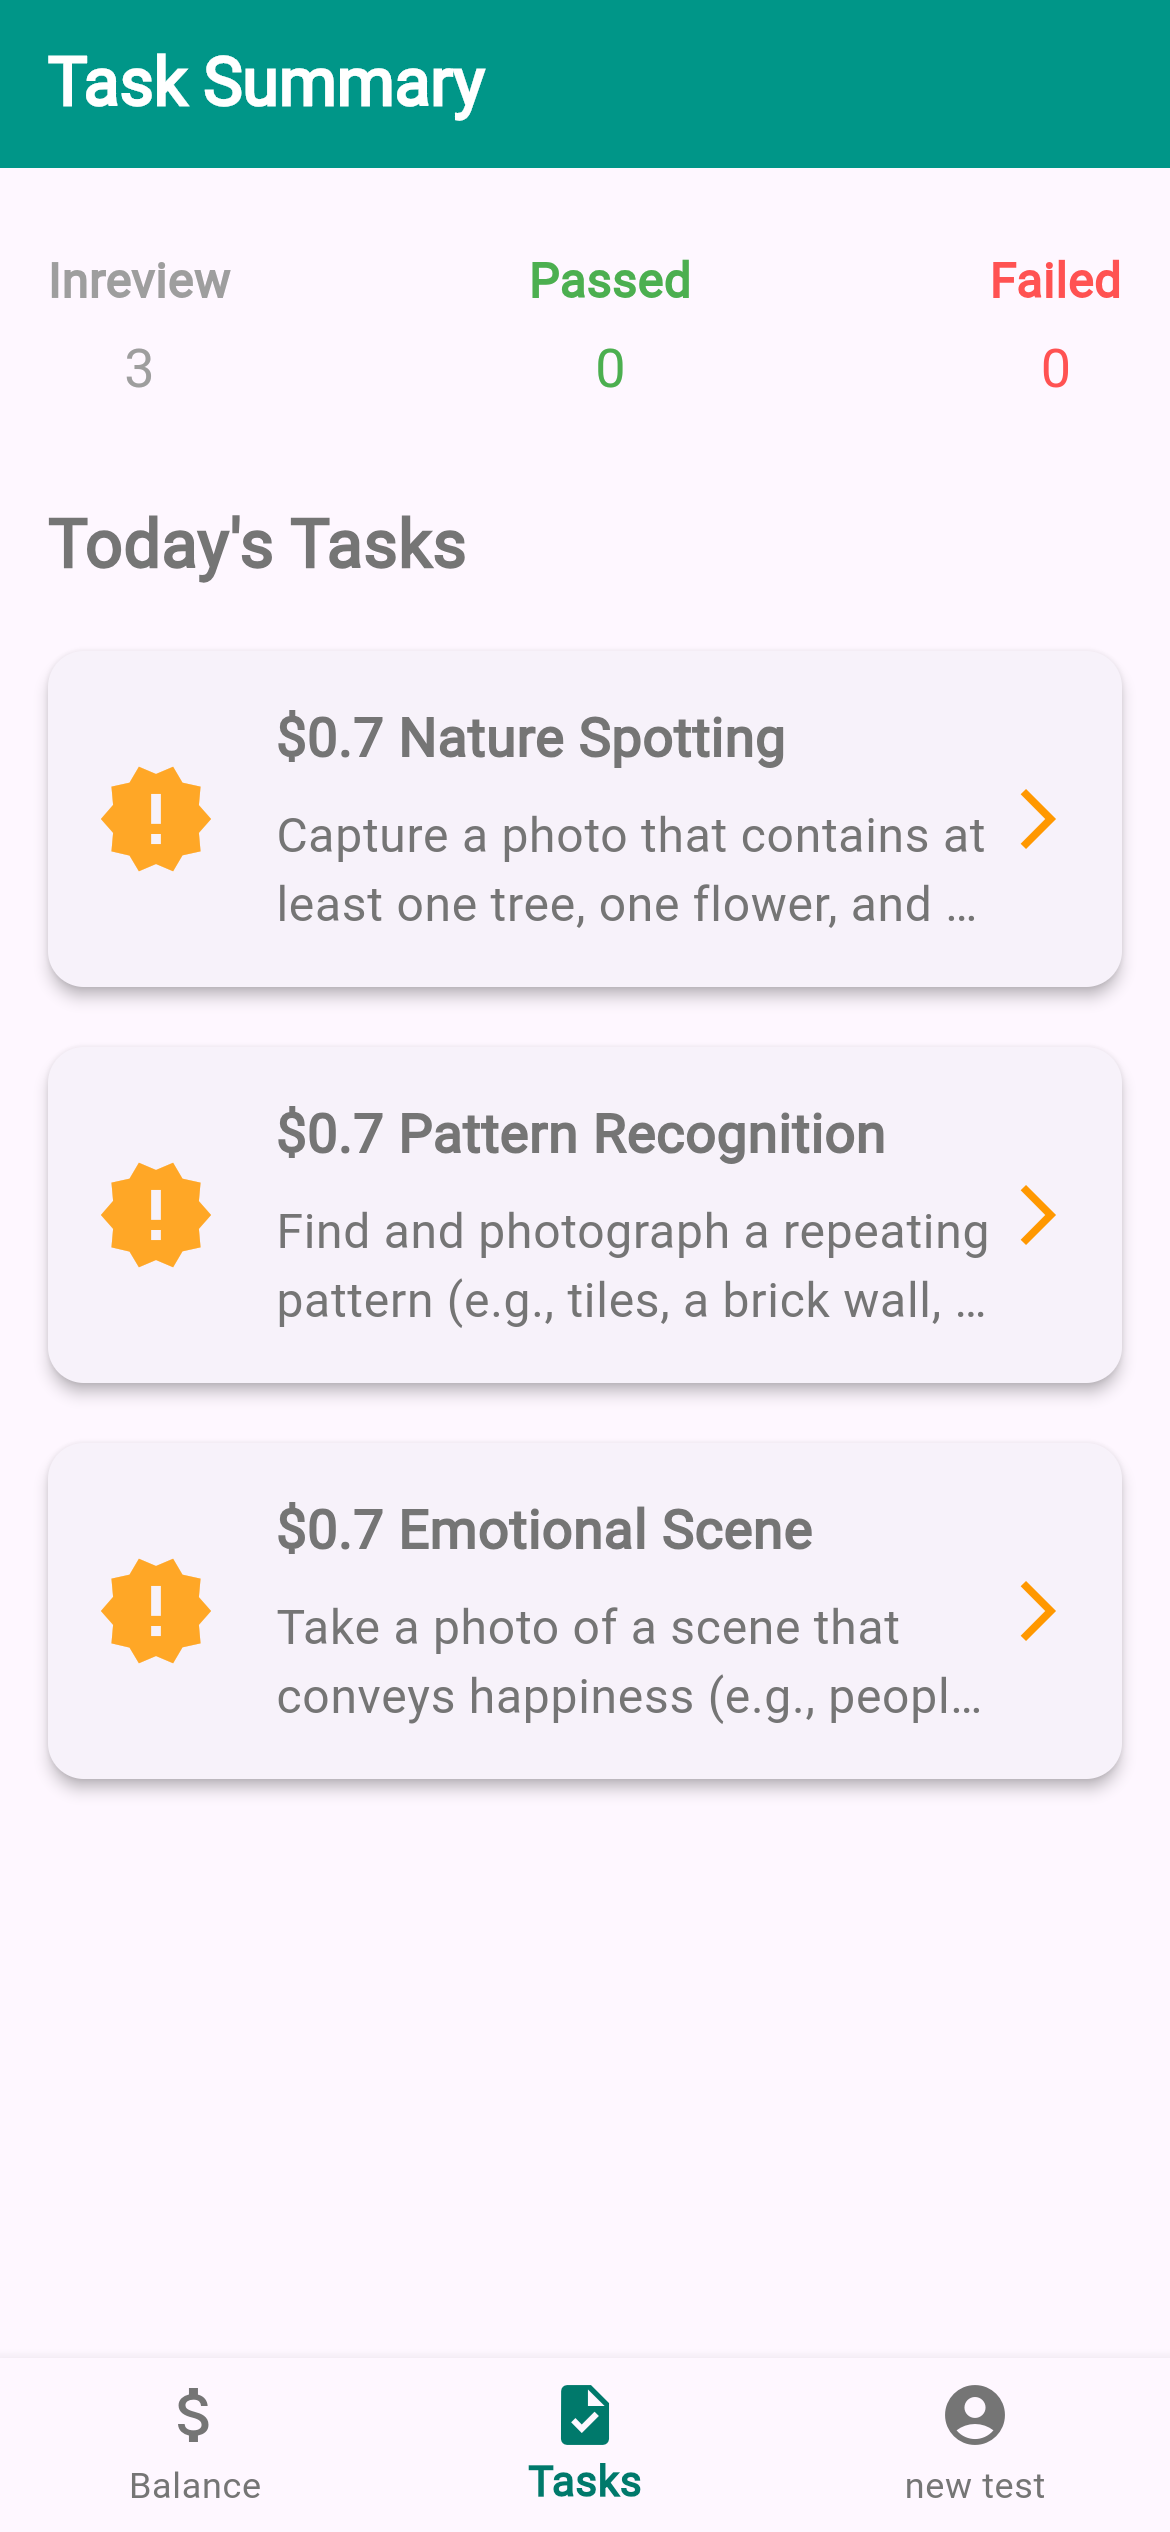 Task Summary
Inreview
Passed
Failed
3
0
0
Today's Tasks
$0.7 Nature Spotting
Capture a photo that contains at
least one tree, one flower, and ...
$0.7 Pattern Recognition
Find and photograph a repeating
pattern (e.g., tiles, a brick wall, ...
$0.7 Emotional Scene
Take a photo of a scene that
conveys happiness (e.g., peopl...
Balance
Tasks
new test